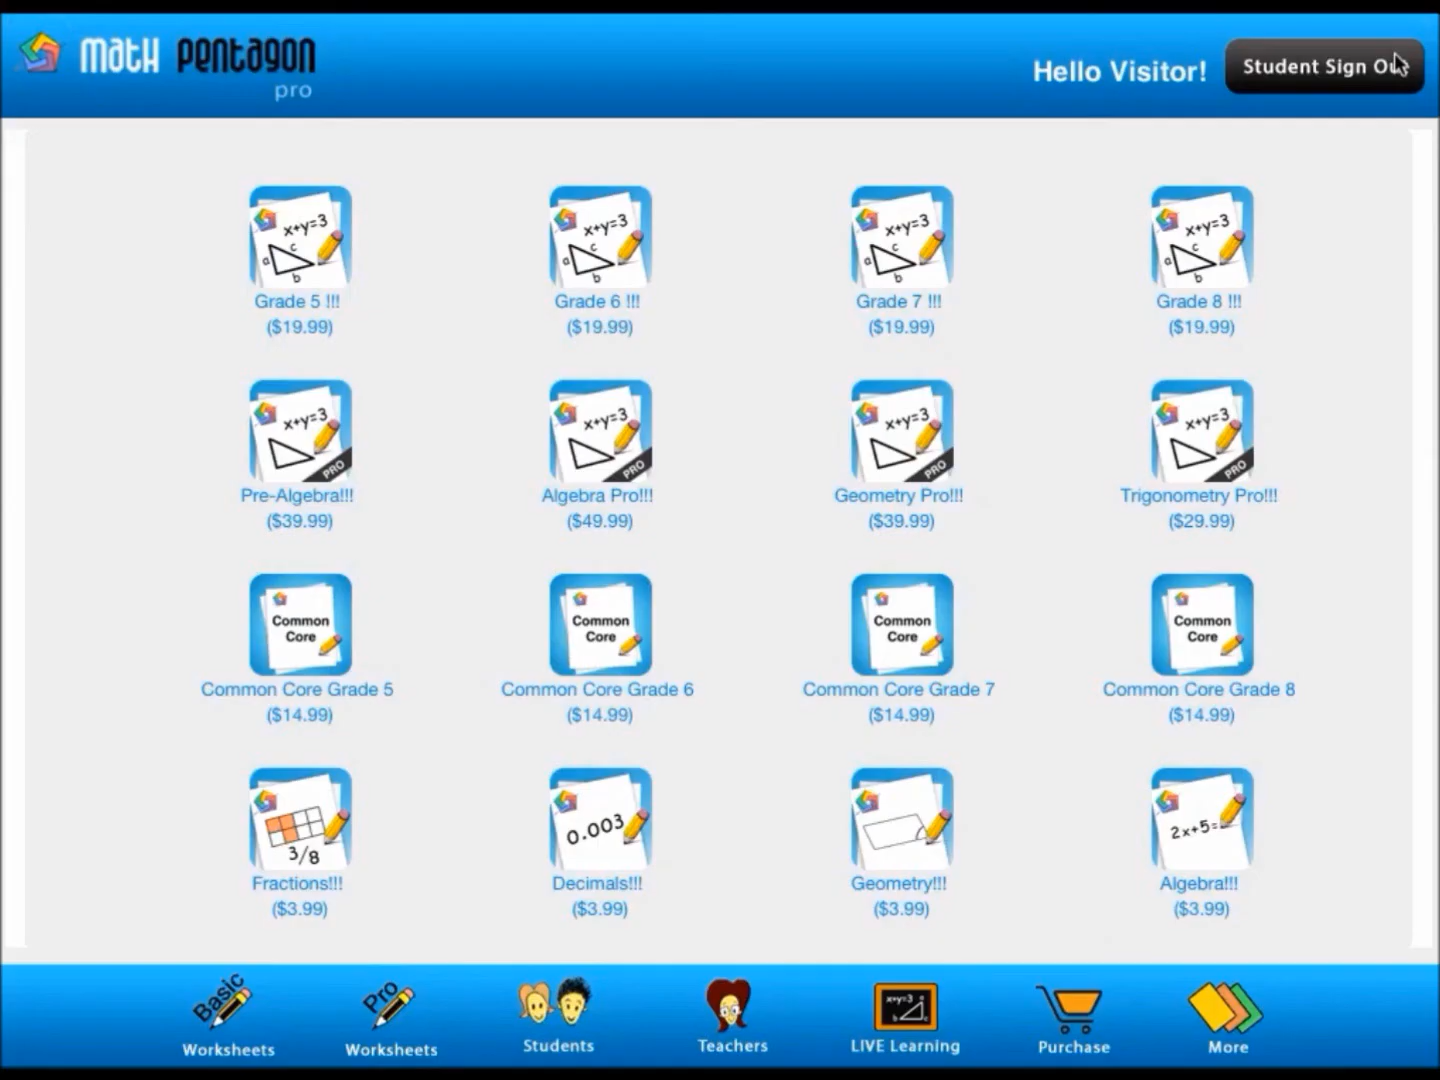 math pentagon
pro
Hello Visitor!
Student Sign Out
x+y=3
a
c
b
x+y=3
a
c
b
x+y=3
a
c
b
x+y=3
a
c
b
Grade 5 !!!
Grade 6 !!!
Grade 7 !!!
Grade 8 !!!
($19.99)
($19.99)
($19.99)
($19.99)
x+y=3
PRO
x+y=3
PRO
x+y=3
PRO
x+y=3
PRO
Pre-Algebra!!!
Algebra Pro!!!
Geometry Pro!!!
Trigonometry Pro!!!
($39.99)
($49.99)
($39.99)
($29.99)
Common
Core
Common
Core
Common
Core
Common
Core
Common Core Grade 5
Common Core Grade 6
Common Core Grade 7
Common Core Grade 8
($14.99)
($14.99)
($14.99)
($14.99)
3/8
0.003
2x+5=
Fractions!!!
Decimals!!!
Geometry!!!
Algebra!!!
($3.99)
($3.99)
($3.99)
($3.99)
Basic
Worksheets
Pro
Worksheets
Students
Teachers
x+y=3
LIVE Learning
Purchase
More